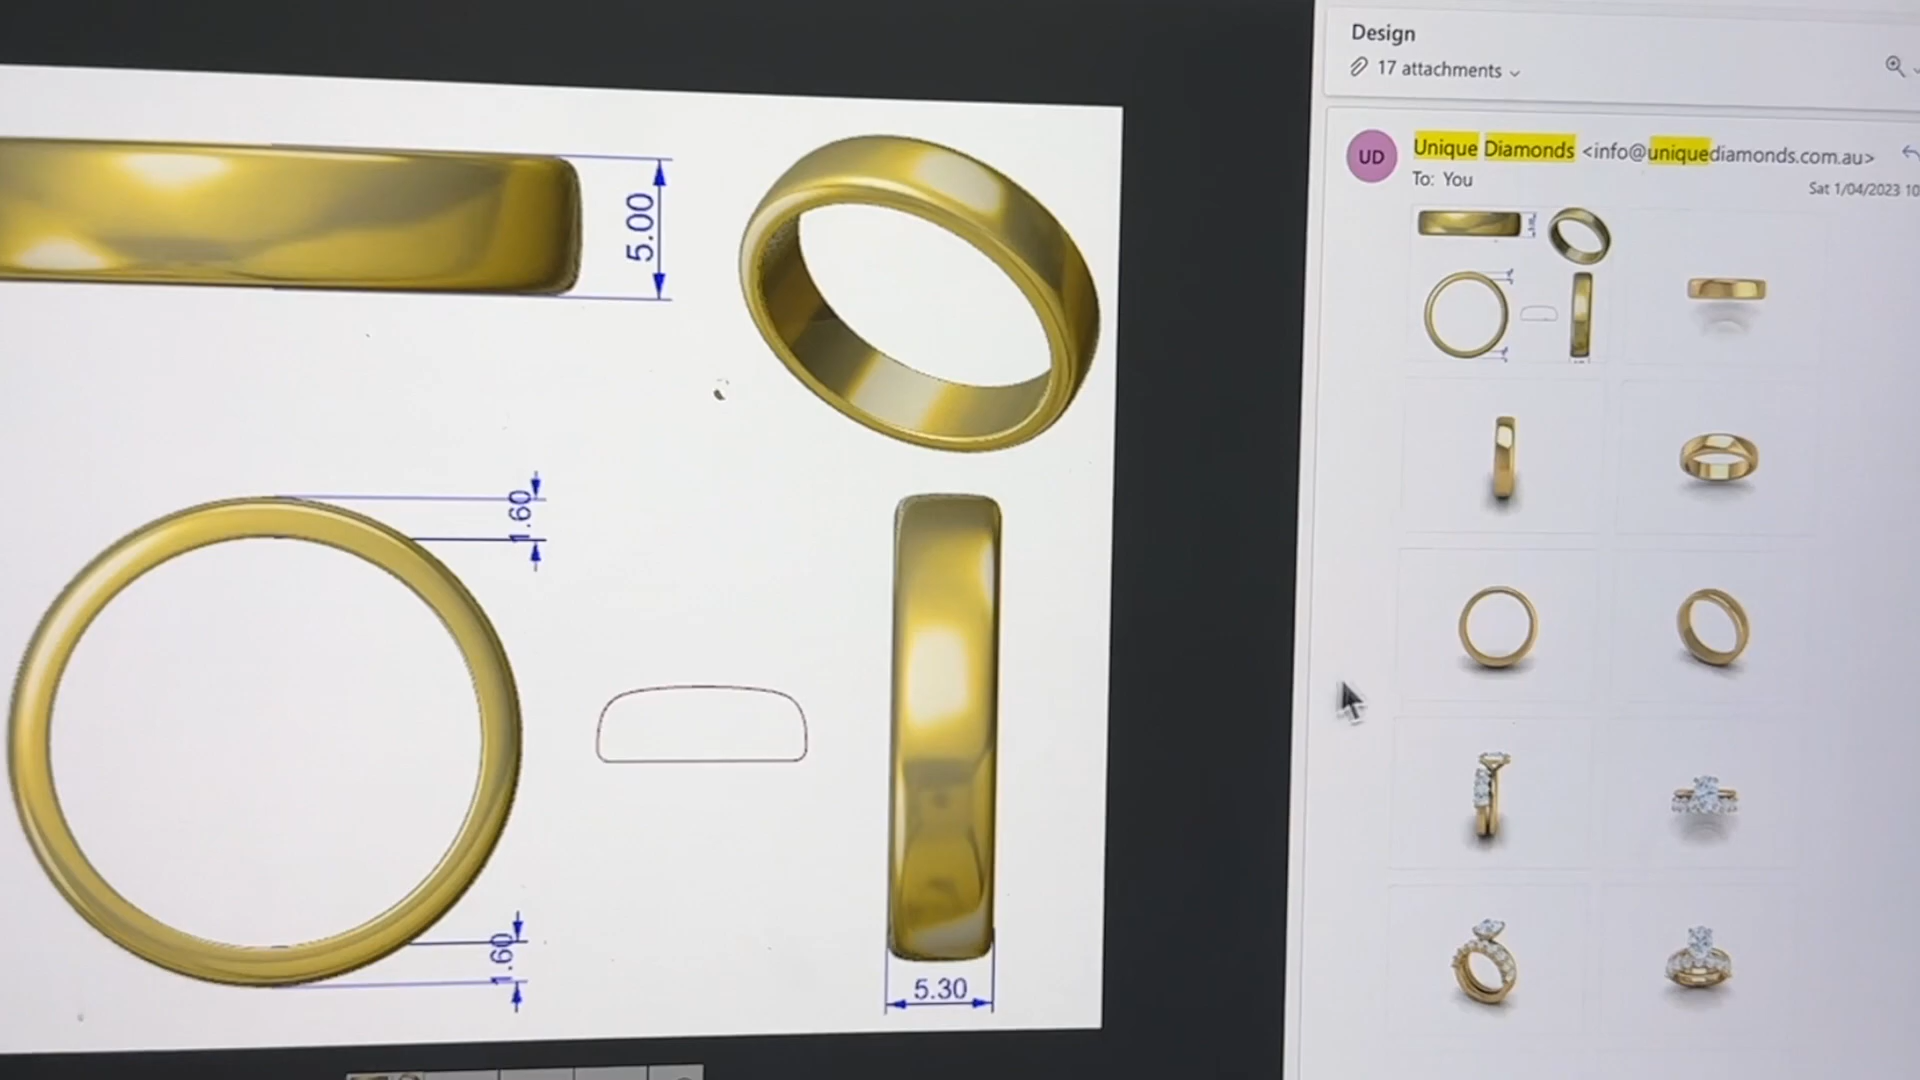 Design
17 attachments
UD
Unique Diamonds <info@uniquediamonds.com.au>
To: You
Sat 1/04/2023 10
5.00
1.60
1.60
5.30